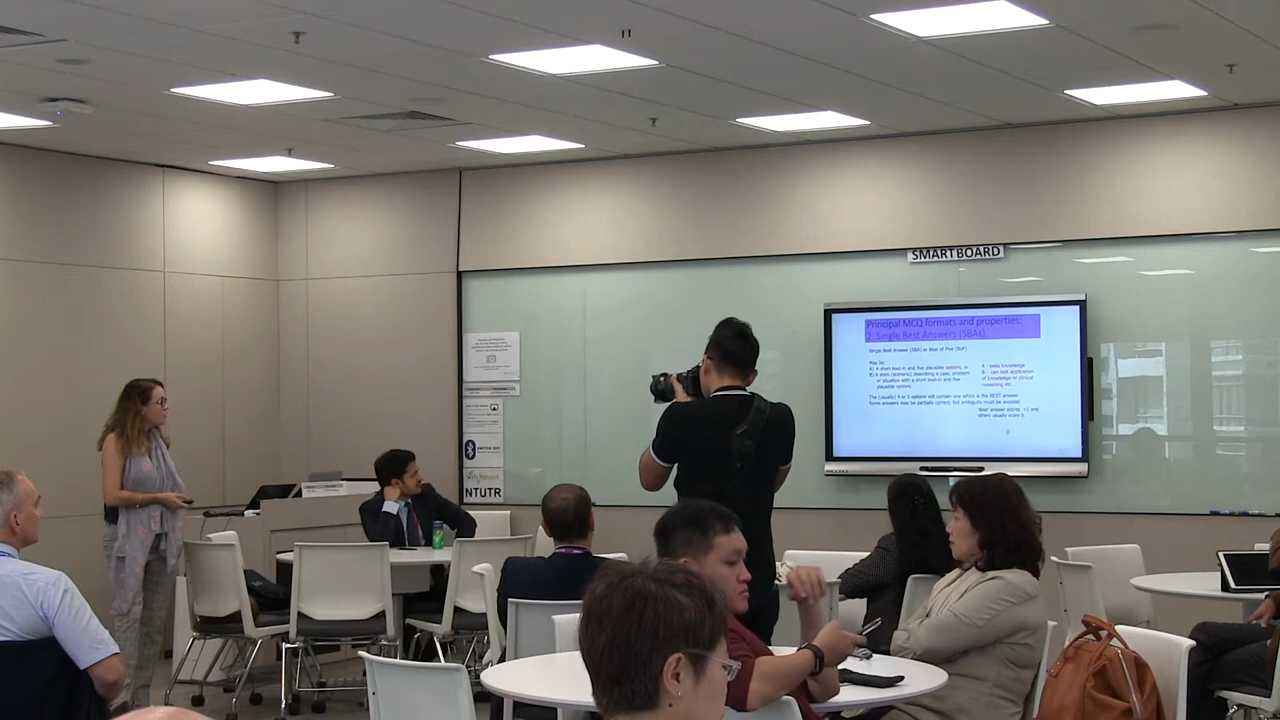 SMARTBOARD
Principal MCQ formats and properties:
2. Single Best Answers (SBAs)
Single Best Answer (SBA) or Best of Five (BoF)
May be:
A) A short lead-in and five plausible options, or
B) A stem (scenario) describing a case, problem
or situation with a short lead-in and five
plausible options.
A - tests knowledge
B - can test application
of knowledge or clinical
reasoning etc
The (usually) 4 or 5 options will contain one which is the BEST answer
Some answers may be partially correct, but ambiguity must be avoided
'Best' answer scores +1 and
others usually score 0.
NTUTR